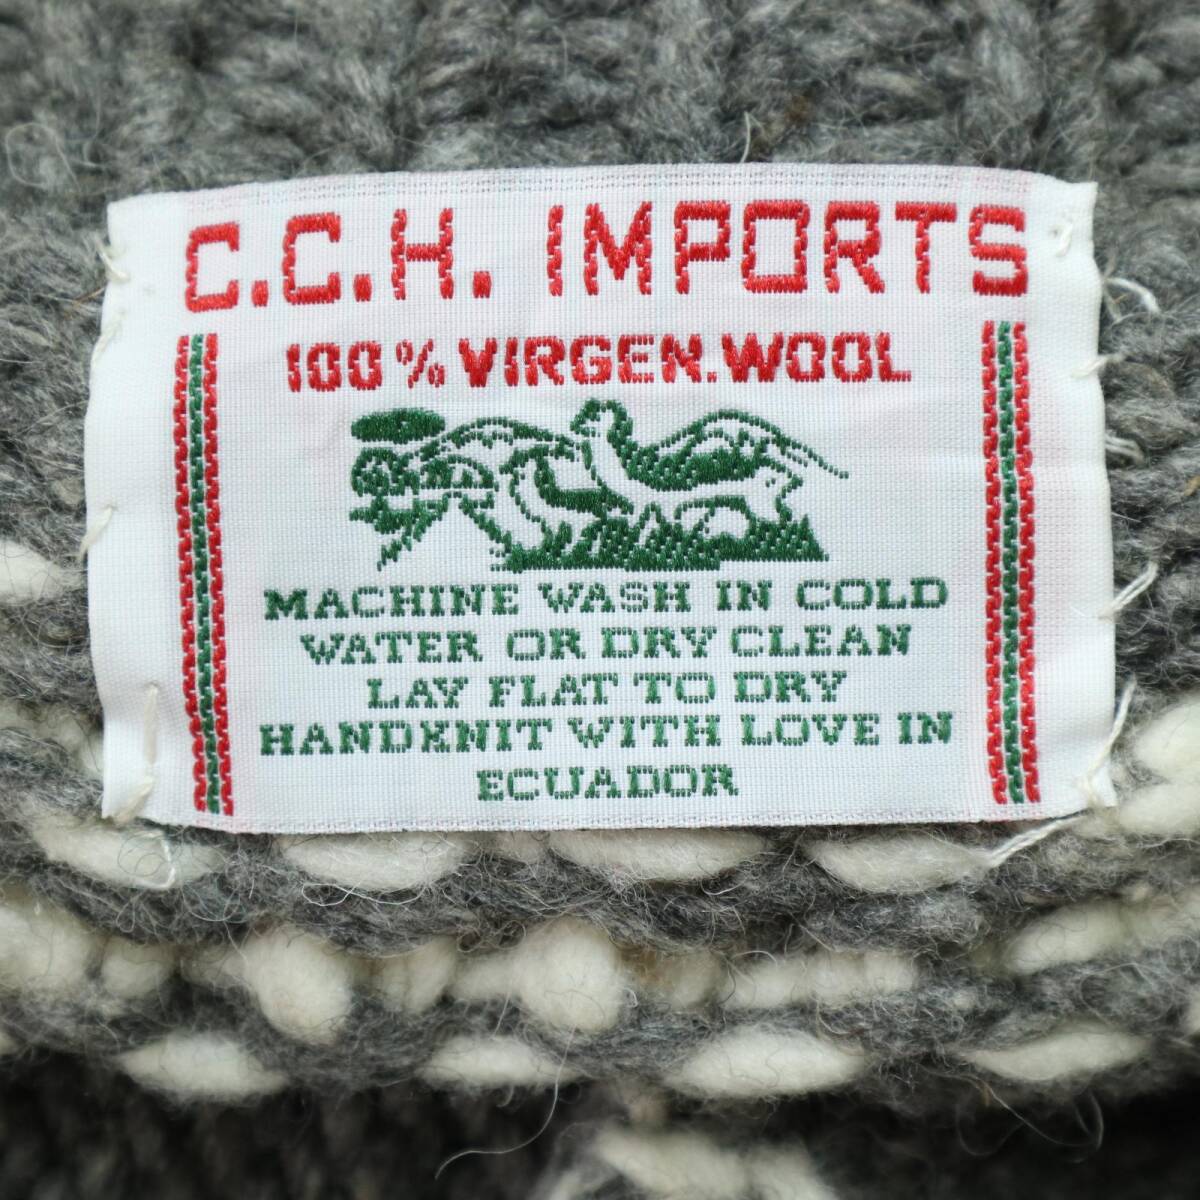 C.C.H. IMPORTS
100% VIRGEN.WOOL
MACHINE WASH IN COLD
WATER OR DRY CLEAN
LAY FLAT TO DRY
HANDKNIT WITH LOVE IN
ECUADOR